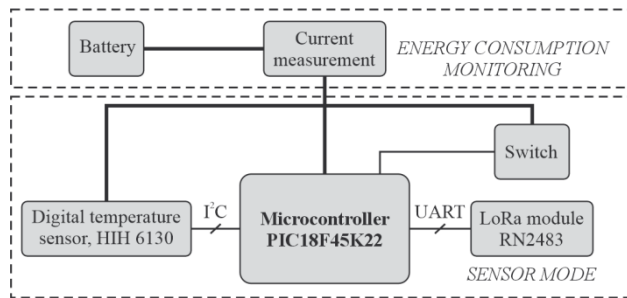 Battery
Current
measurement
ENERGY CONSUMPTION
MONITORING
Switch
Digital temperature
sensor, HIH 6130
I²C
Microcontroller
PIC18F45K22
UART
LoRa module
RN2483
SENSOR MODE